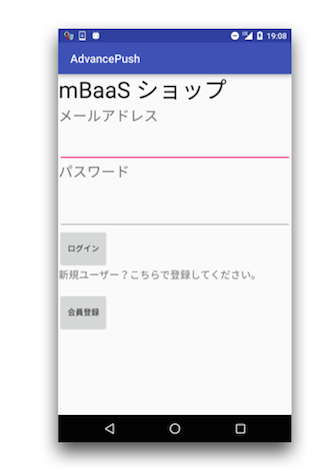 19:08
AdvancePush
mBaaS ショップ
メールアドレス
パスワード
ログイン
新規ユーザー？こちらで登録してください。
会員登録